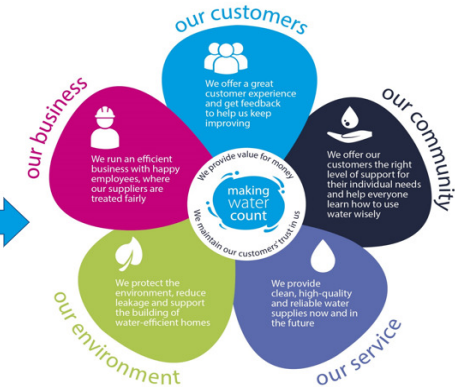 our customers
We offer a great
customer experience
and get feedback
to help us keep
improving
our business
We run an efficient
business with happy
employees, where
our suppliers are
treated fairly
our community
We offer our
customers the right
level of support for
their individual needs
and help everyone
learn how to use
water wisely
We provide value for money
making
water
count
We maintain our customers' trust in us
We protect the
environment, reduce
leakage and support
the building of
water-efficient homes
our environment
We provide
clean, high-quality
and reliable water
supplies now and in
the future
our service